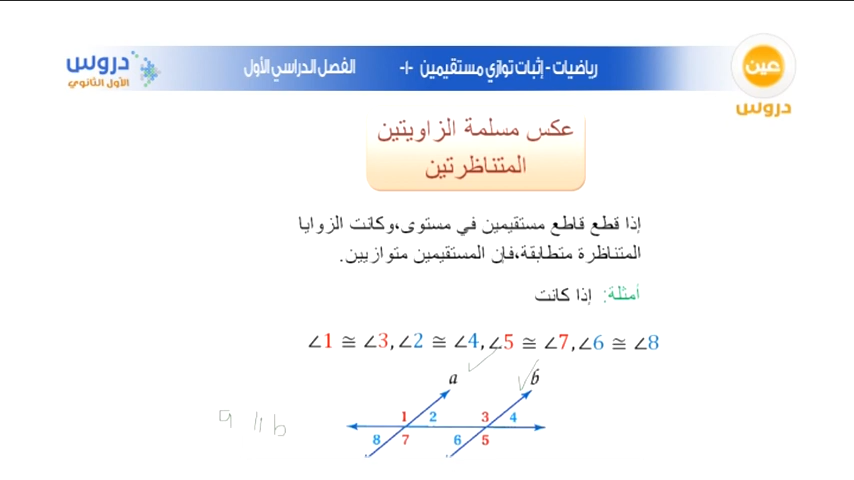 دروس
الأول الثانوي
رياضيات - إثبات توازي مستقيمين -١- الفصل الدراسي الأول
عين
دروس
عكس مسلمة الزاويتين
المتناظرتين
إذا قطع قاطع مستقيمين في مستوى،وكانت الزوايا
المتناظرة متطابقة،فإن المستقيمين متوازيين.
أمثلة: إذا كانت
∠1 ≅ ∠3,∠2 ≅ ∠4,∠5 ≅ ∠7,∠6 ≅ ∠8
a b
1 2 3 4
8 7 6 5
a || b